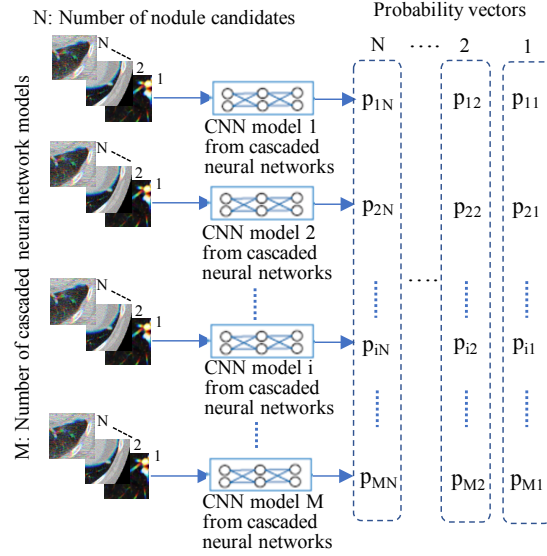 N: Number of nodule candidates
Probability vectors
N 2 1
M: Number of cascaded neural network models
N
2
1
CNN model 1
from cascaded
neural networks
p1N p12 p11
N
2
1
CNN model 2
from cascaded
neural networks
p2N p22 p21
N
2
1
CNN model i
from cascaded
neural networks
piN pi2 pi1
N
2
1
CNN model M
from cascaded
neural networks
pMN pM2 pM1